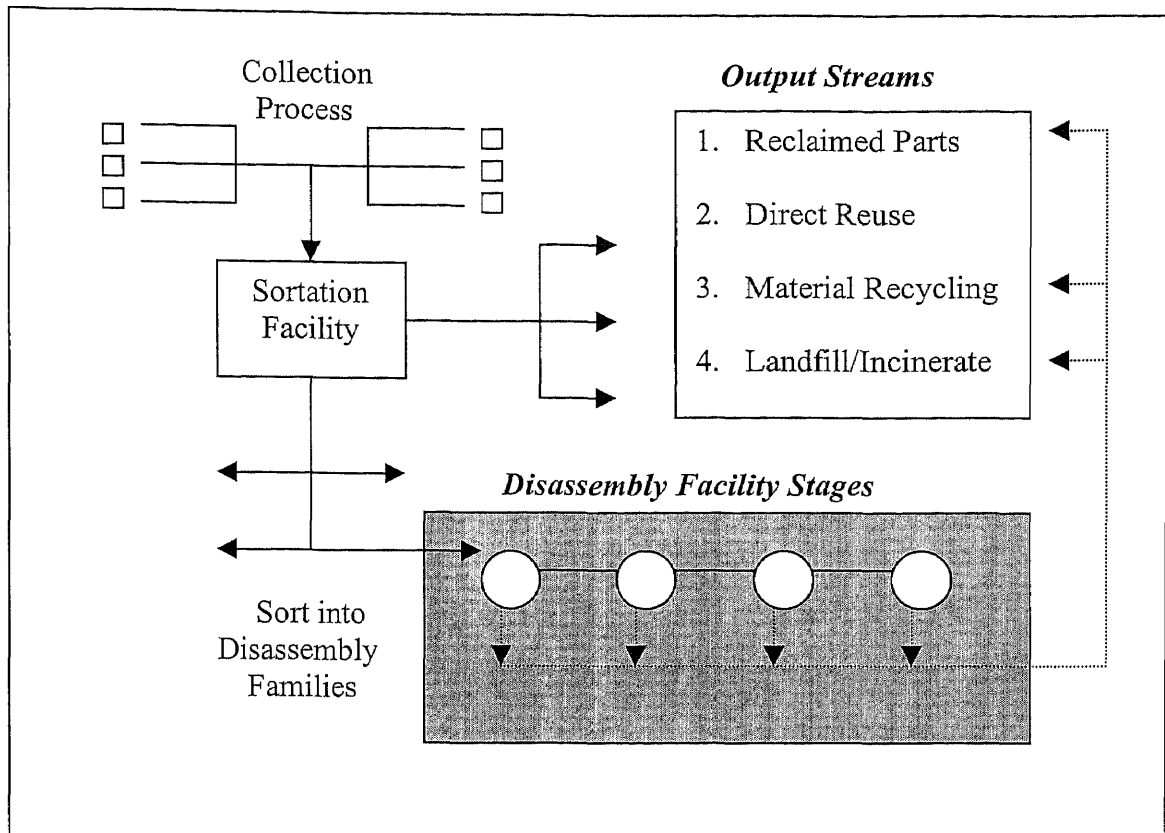 Collection
Process
Output Streams
1. Reclaimed Parts
2. Direct Reuse
3. Material Recycling
4. Landfill/Incinerate
Sortation
Facility
Disassembly Facility Stages
Sort into
Disassembly
Families